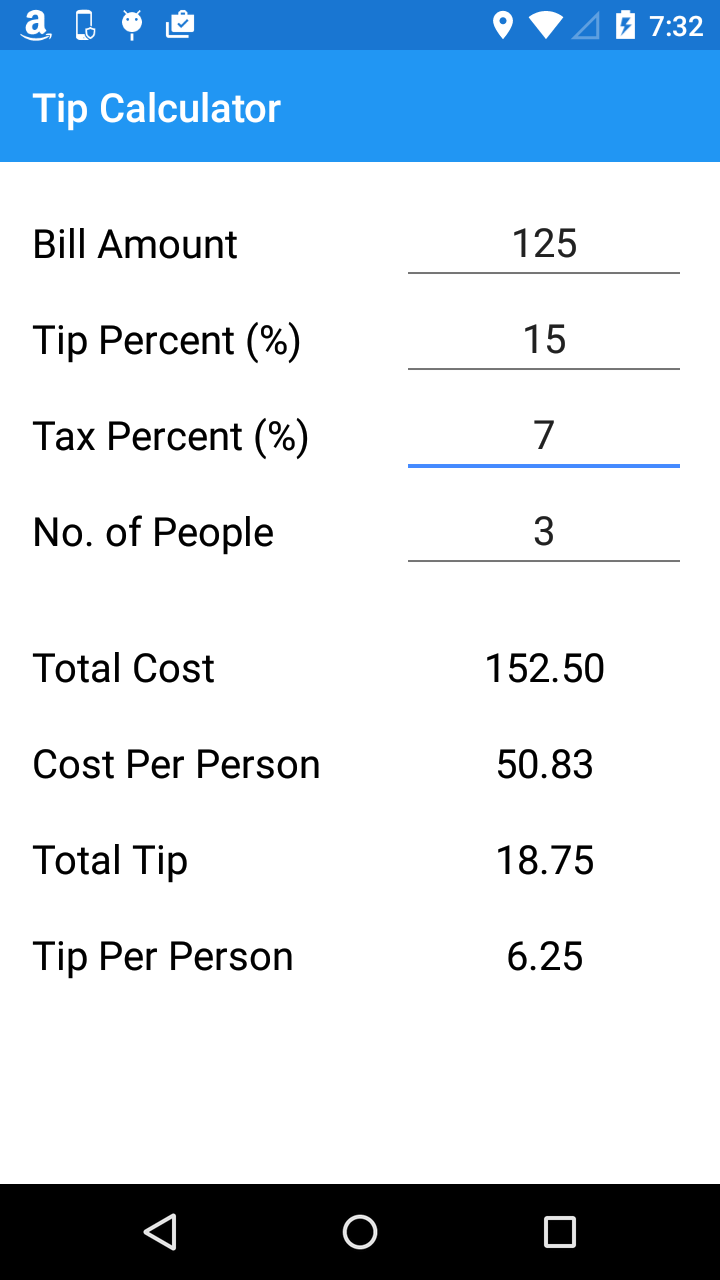 7:32
Tip Calculator
Bill Amount 125
Tip Percent (%) 15
Tax Percent (%) 7
No. of People 3
Total Cost 152.50
Cost Per Person 50.83
Total Tip 18.75
Tip Per Person 6.25